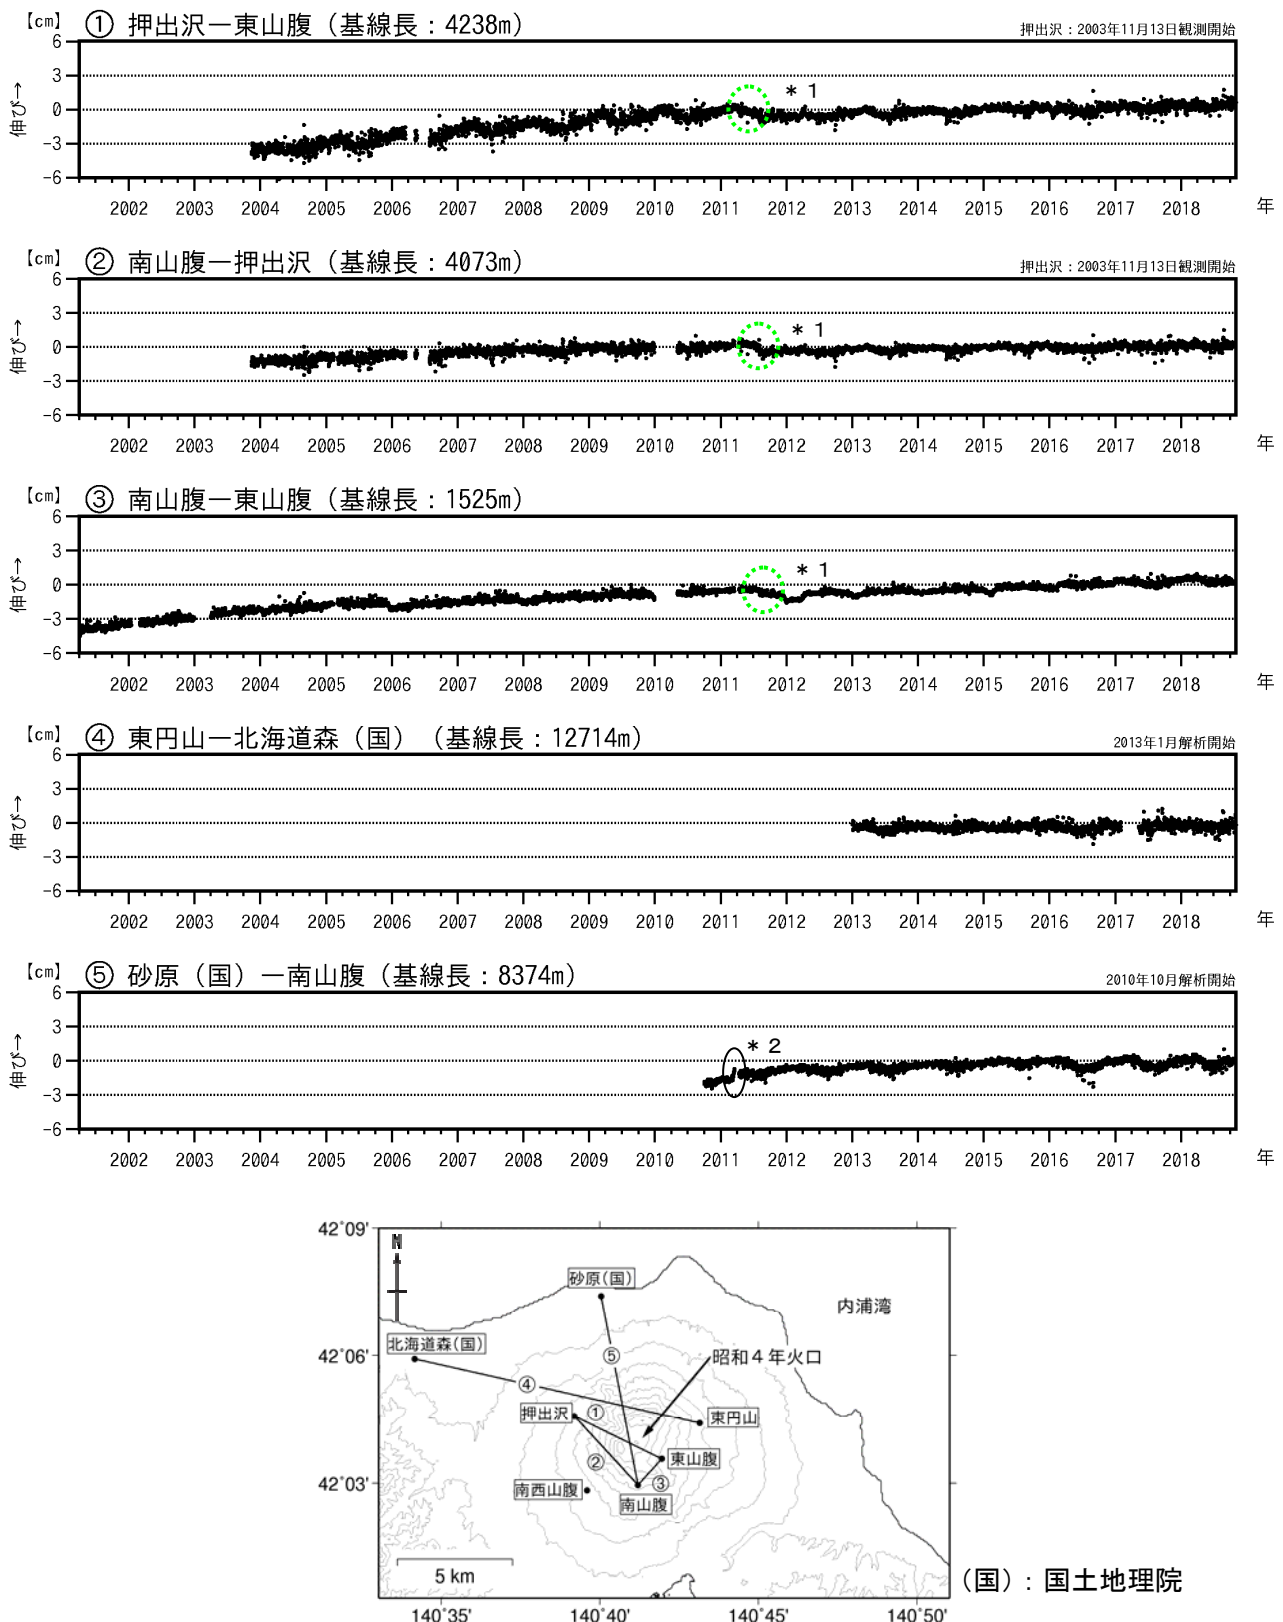 [cm] ① 押出沢ー東山腹（基線長：4238m） 押出沢：2003年11月13日観測開始
6
3
0
-3
-6
伸び→
2002 2003 2004 2005 2006 2007 2008 2009 2010 2011 2012 2013 2014 2015 2016 2017 2018 年
* 1
[cm] ② 南山腹ー押出沢（基線長：4073m） 押出沢：2003年11月13日観測開始
6
3
0
-3
-6
伸び→
2002 2003 2004 2005 2006 2007 2008 2009 2010 2011 2012 2013 2014 2015 2016 2017 2018 年
* 1
[cm] ③ 南山腹ー東山腹（基線長：1525m）
6
3
0
-3
-6
伸び→
2002 2003 2004 2005 2006 2007 2008 2009 2010 2011 2012 2013 2014 2015 2016 2017 2018 年
* 1
[cm] ④ 東円山ー北海道森（国）（基線長：12714m） 2013年1月解析開始
6
3
0
-3
-6
伸び→
2002 2003 2004 2005 2006 2007 2008 2009 2010 2011 2012 2013 2014 2015 2016 2017 2018 年
[cm] ⑤ 砂原（国）ー南山腹（基線長：8374m） 2010年10月解析開始
6
3
0
-3
-6
伸び→
2002 2003 2004 2005 2006 2007 2008 2009 2010 2011 2012 2013 2014 2015 2016 2017 2018 年
* 2
42°09'
N
砂原(国)
内浦湾
北海道森(国)
42°06'
⑤
昭和４年火口
④
押出沢
①
東円山
②
東山腹
42°03'
③
南西山腹
南山腹
5 km
（国）：国土地理院
140°35' 140°40' 140°45' 140°50'